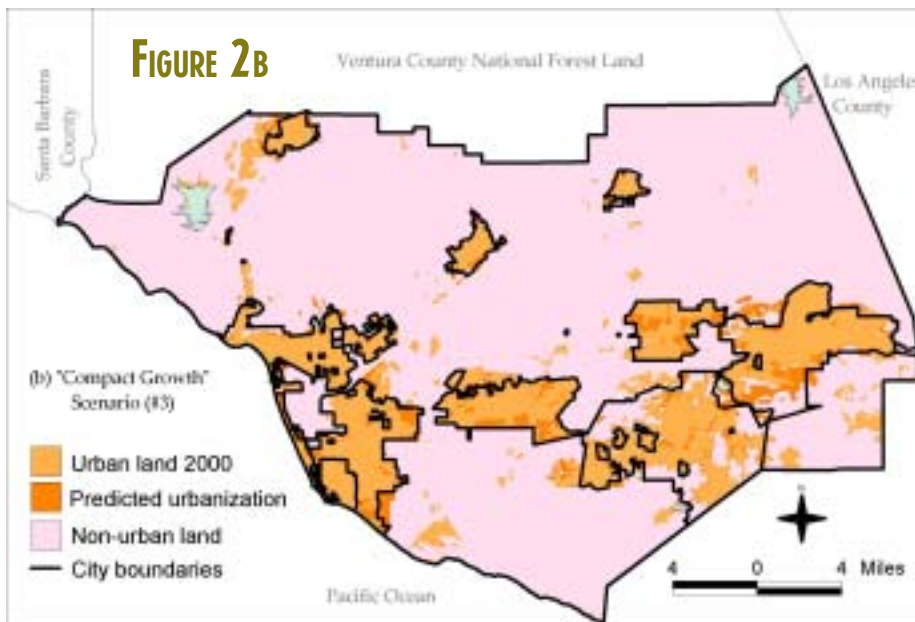 FIGURE 2B
Ventura County National Forest Land
Santa Barbara
County
Los Angeles
County
(b) "Compact Growth"
Scenario (#3)
Urban land 2000
Predicted urbanization
Non-urban land
City boundaries
Pacific Ocean
4 0 4 Miles